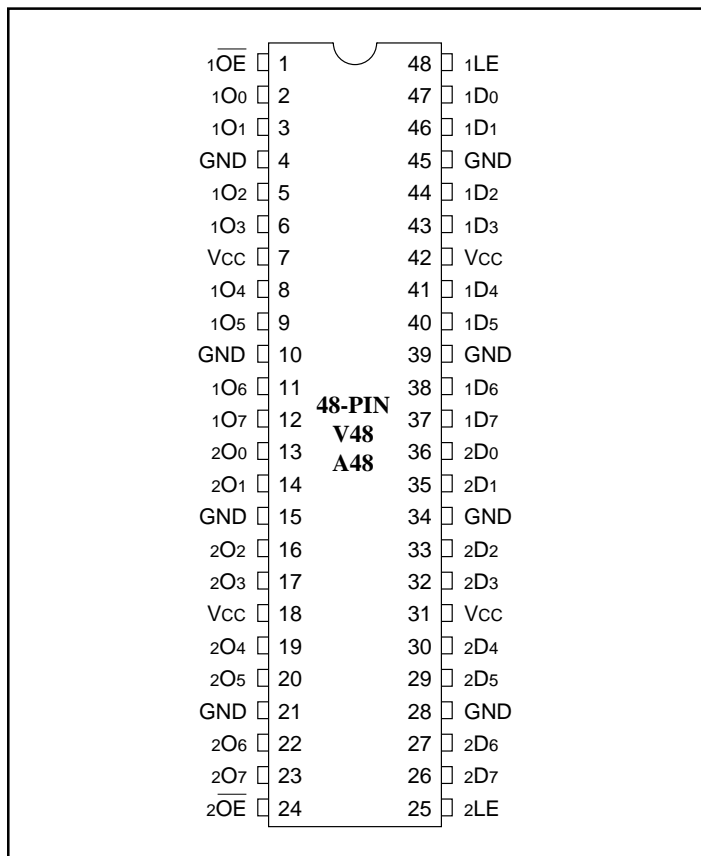 1OE 1 48 1LE
1O0 2 47 1D0
1O1 3 46 1D1
GND 4 45 GND
1O2 5 44 1D2
1O3 6 43 1D3
VCC 7 42 VCC
1O4 8 41 1D4
1O5 9 40 1D5
GND 10 39 GND
1O6 11 38 1D6
1O7 12 37 1D7
2O0 13 36 2D0
2O1 14 35 2D1
GND 15 34 GND
2O2 16 33 2D2
2O3 17 32 2D3
VCC 18 31 VCC
2O4 19 30 2D4
2O5 20 29 2D5
GND 21 28 GND
2O6 22 27 2D6
2O7 23 26 2D7
2OE 24 25 2LE
48-PIN
V48
A48